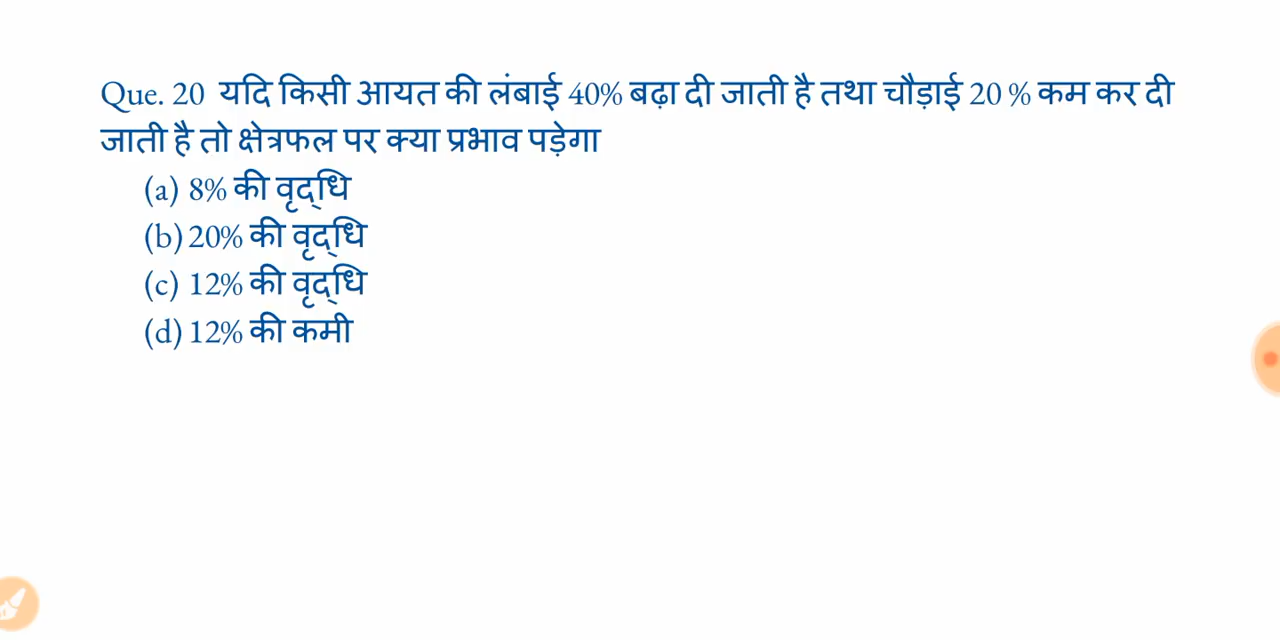 Que. 20 यदि किसी आयत की लंबाई 40% बढ़ा दी जाती है तथा चौड़ाई 20 % कम कर दी
जाती है तो क्षेत्रफल पर क्या प्रभाव पड़ेगा
(a) 8% की वृद्धि
(b) 20% की वृद्धि
(c) 12% की वृद्धि
(d) 12% की कमी